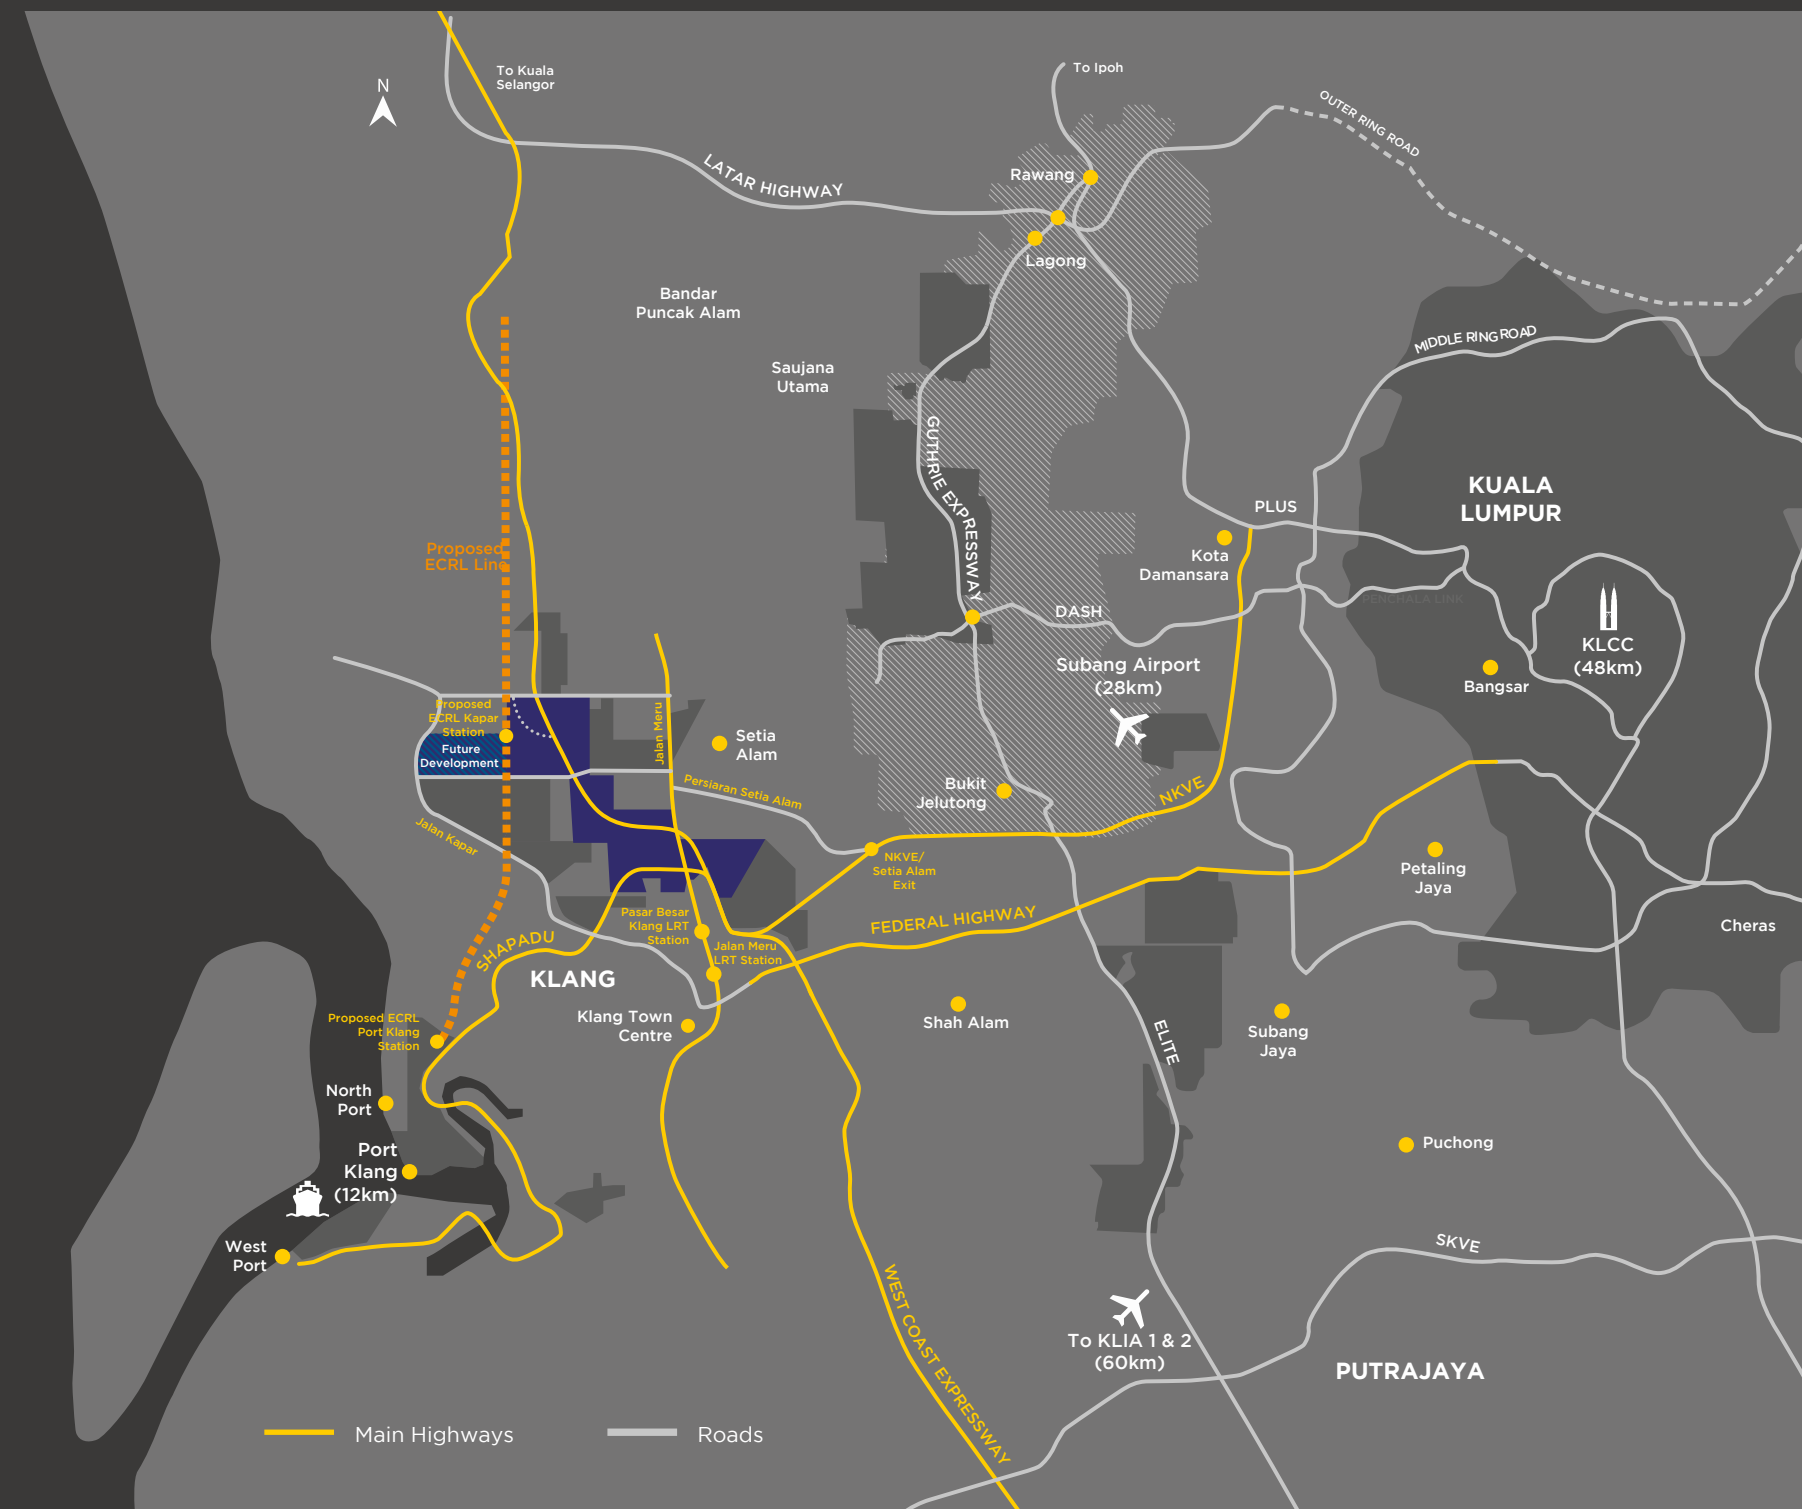 To Kuala
Selangor
N
To Ipoh
OUTER RING ROAD
LATAR HIGHWAY
Rawang
Lagong
Bandar
Puncak Alam
MIDDLE RING ROAD
Saujana
Utama
GUTHRIE EXPRESSWAY
KUALA
LUMPUR
PLUS
Proposed
ECRL Line
Kota
Damansara
PENCHALA LINK
DASH
KLCC
(48km)
Subang Airport
(28km)
Bangsar
Proposed
ECRL Kapar
Station
Future
Development
Jalan Meru
Setia
Alam
Persiaran Setia Alam
Bukit
Jelutong
NKVE
Jalan Kapar
NKVE/
Setia Alam
Exit
Petaling
Jaya
Pasar Besar
Klang LRT
Station
FEDERAL HIGHWAY
Cheras
SHAPADU
Jalan Meru
LRT Station
KLANG
Proposed ECRL
Port Klang
Station
Klang Town
Centre
Shah Alam
ELITE
Subang
Jaya
North
Port
Port
Klang
(12km)
Puchong
West
Port
SKVE
WEST COAST EXPRESSWAY
To KLIA 1 & 2
(60km)
PUTRAJAYA
Main Highways
Roads